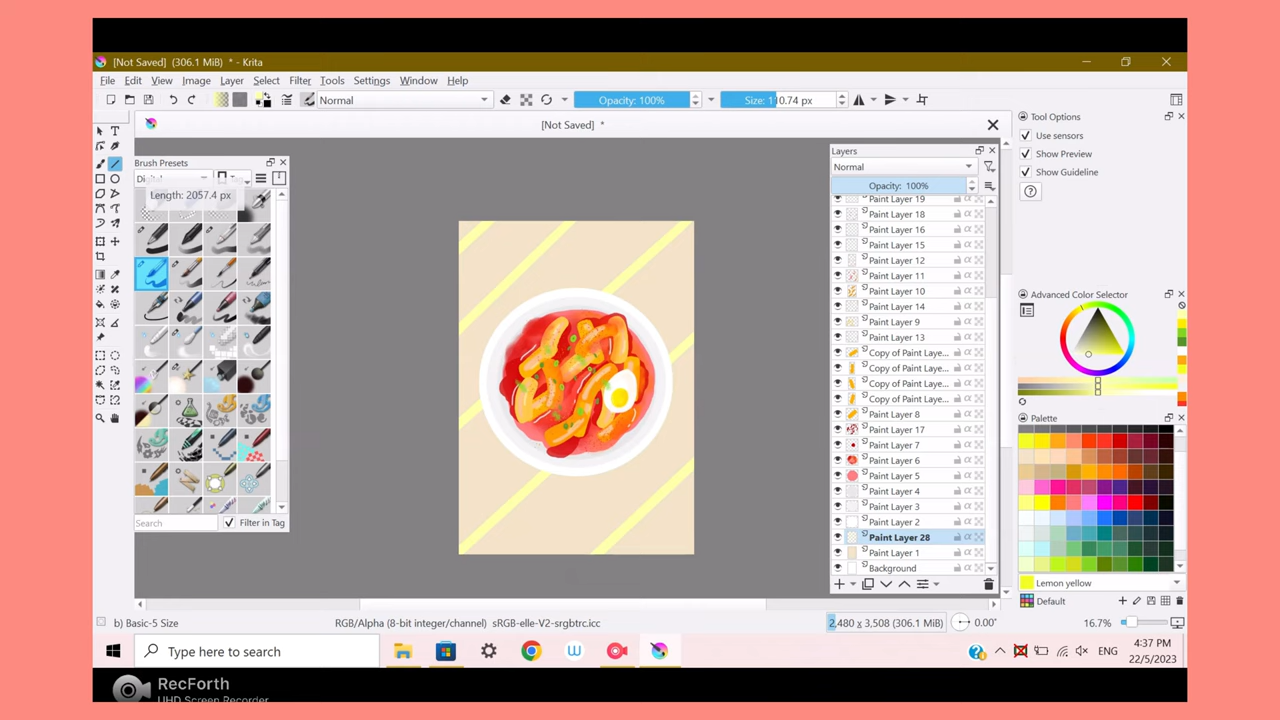 [Not Saved] (306.1 MiB) * - Krita
File Edit View Image Layer Select Filter Tools Settings Window Help
Normal
Opacity: 100%
Size: 110.74 px
[Not Saved] *
Brush Presets
Length: 2057.4 px
Search
Filter in Tag
Layers
Normal
Opacity: 100%
Paint Layer 19
Paint Layer 18
Paint Layer 16
Paint Layer 15
Paint Layer 12
Paint Layer 11
Paint Layer 10
Paint Layer 14
Paint Layer 9
Paint Layer 13
Copy of Paint Laye...
Copy of Paint Laye...
Copy of Paint Laye...
Copy of Paint Laye...
Paint Layer 8
Paint Layer 17
Paint Layer 7
Paint Layer 6
Paint Layer 5
Paint Layer 4
Paint Layer 3
Paint Layer 2
Paint Layer 28
Paint Layer 1
Background
Tool Options
Use sensors
Show Preview
Show Guideline
Advanced Color Selector
Palette
Lemon yellow
Default
b) Basic-5 Size
RGB/Alpha (8-bit integer/channel) sRGB-elle-V2-srgbtrc.icc
2,480 x 3,508 (306.1 MiB)
0.00°
16.7%
Type here to search
ENG
4:37 PM
22/5/2023
RecForth
UHD Screen Recorder